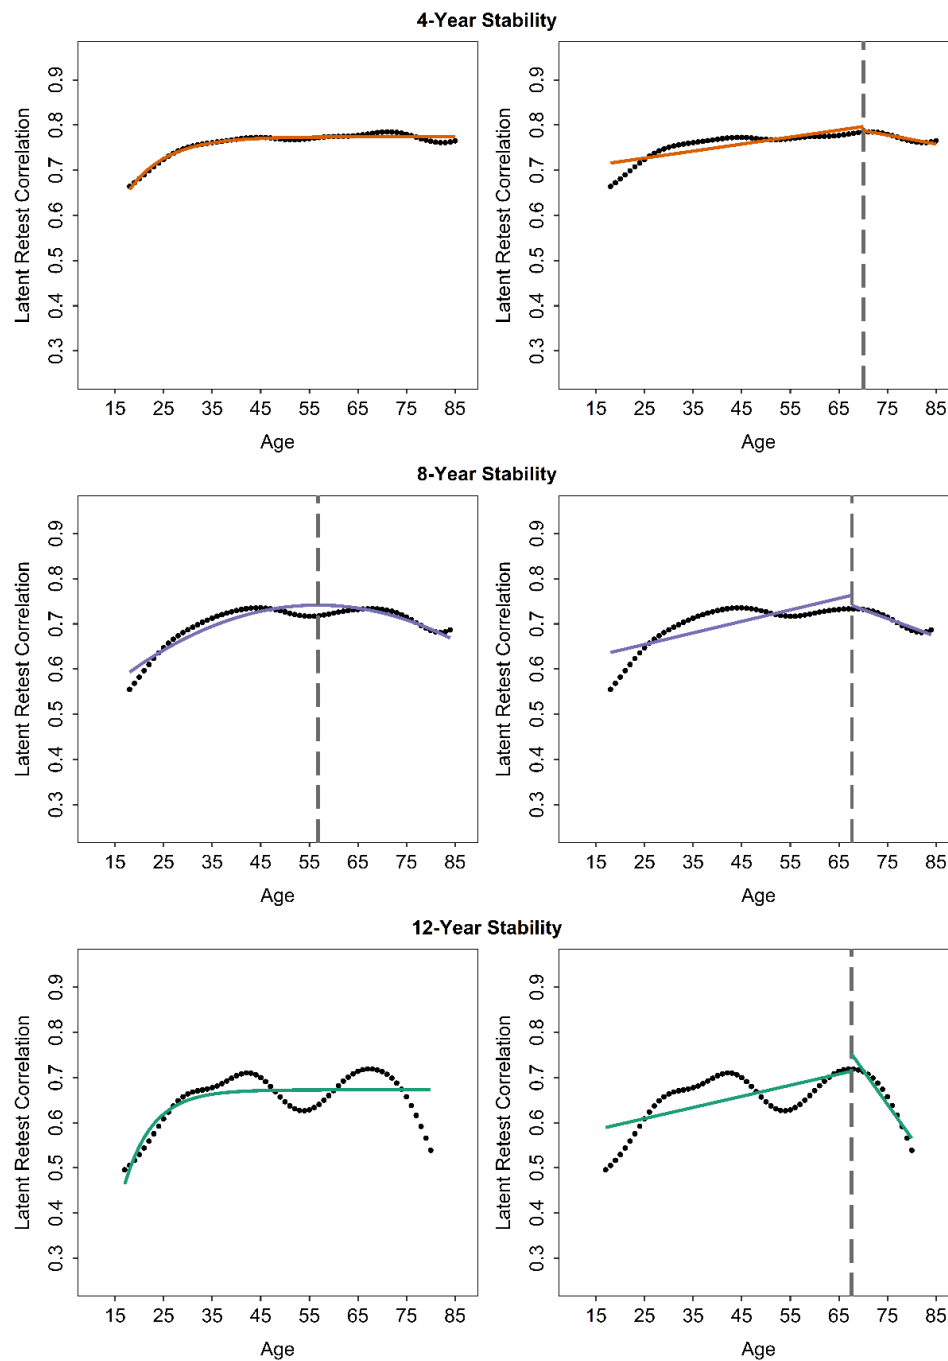 4-Year Stability
Latent Retest Correlation
0.3 0.4 0.5 0.6 0.7 0.8 0.9
15 25 35 45 55 65 75 85
Age
Latent Retest Correlation
0.3 0.4 0.5 0.6 0.7 0.8 0.9
15 25 35 45 55 65 75 85
Age
8-Year Stability
Latent Retest Correlation
0.3 0.4 0.5 0.6 0.7 0.8 0.9
15 25 35 45 55 65 75 85
Age
Latent Retest Correlation
0.3 0.4 0.5 0.6 0.7 0.8 0.9
15 25 35 45 55 65 75 85
Age
12-Year Stability
Latent Retest Correlation
0.3 0.4 0.5 0.6 0.7 0.8 0.9
15 25 35 45 55 65 75 85
Age
Latent Retest Correlation
0.3 0.4 0.5 0.6 0.7 0.8 0.9
15 25 35 45 55 65 75 85
Age